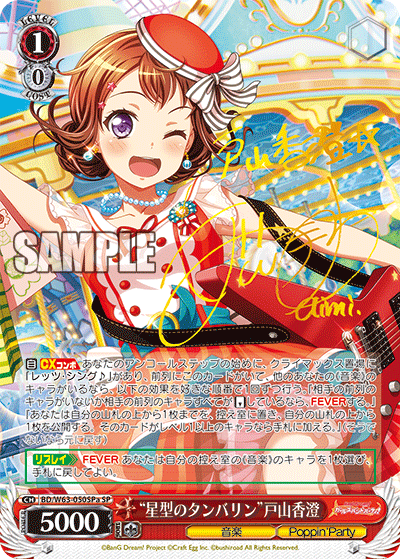 LEVEL
1
0
COST
戸山香澄
aimi.
SAMPLE
自 CXコンボ あなたのアンコールステップの始めに、クライマックス置場に
「レッツ・シング♪」があり、前列にこのカードがいて、他のあなたの《音楽》の
キャラがいるなら、以下の効果を好きな順番で1回ずつ行う。「相手の前列の
キャラがいないか相手の前列のキャラすべてが しているなら、FEVERする。」
「あなたは自分の山札の上から1枚までを、控え室に置き、自分の山札の上から
1枚を公開する。そのカードがレベル1以上のキャラなら手札に加える。」(そうで
ないなら元に戻す)
リプレイ FEVER あなたは自分の控え室の《音楽》のキャラを1枚選び、
手札に戻してよい。
CH BD/W63-050SPa SP
"星型のタンバリン"戸山香澄
5000
音楽
Poppin'Party
©BanG Dream! Project ©Craft Egg Inc. ©bushiroad All Rights Reserved.